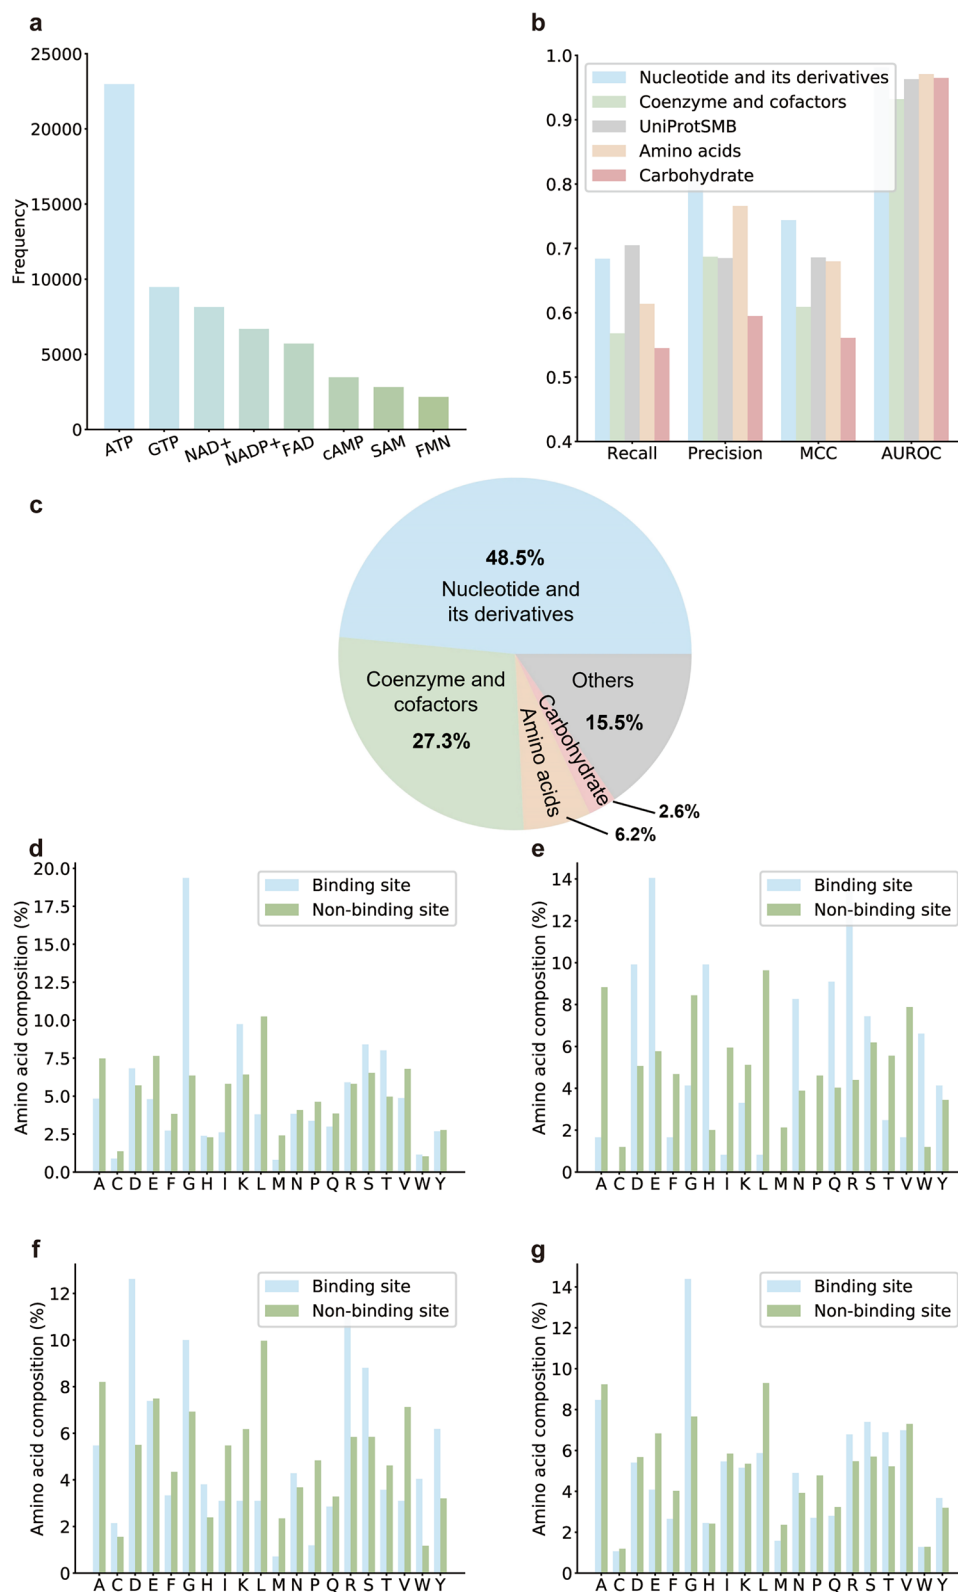 a
25000
20000
15000
10000
5000
0
Frequency
ATP
GTP
NAD+
NADP+
FAD
cAMP
SAM
FMN
b
1.0
0.9
0.8
0.7
0.6
0.5
0.4
Nucleotide and its derivatives
Coenzyme and cofactors
UniProtSMB
Amino acids
Carbohydrate
Recall
Precision
MCC
AUROC
c
48.5%
Nucleotide and
its derivatives
Coenzyme and
cofactors
27.3%
Others
15.5%
Carbohydrate
Amino acids
2.6%
6.2%
d
20.0
17.5
15.0
12.5
10.0
7.5
5.0
2.5
0.0
Amino acid composition (%)
Binding site
Non-binding site
A C D E F G H I K L M N P Q R S T V W Y
e
14
12
10
8
6
4
2
0
Amino acid composition (%)
Binding site
Non-binding site
A C D E F G H I K L M N P Q R S T V W Y
f
12
10
8
6
4
2
0
Amino acid composition (%)
Binding site
Non-binding site
A C D E F G H I K L M N P Q R S T V W Y
g
14
12
10
8
6
4
2
0
Amino acid composition (%)
Binding site
Non-binding site
A C D E F G H I K L M N P Q R S T V W Y